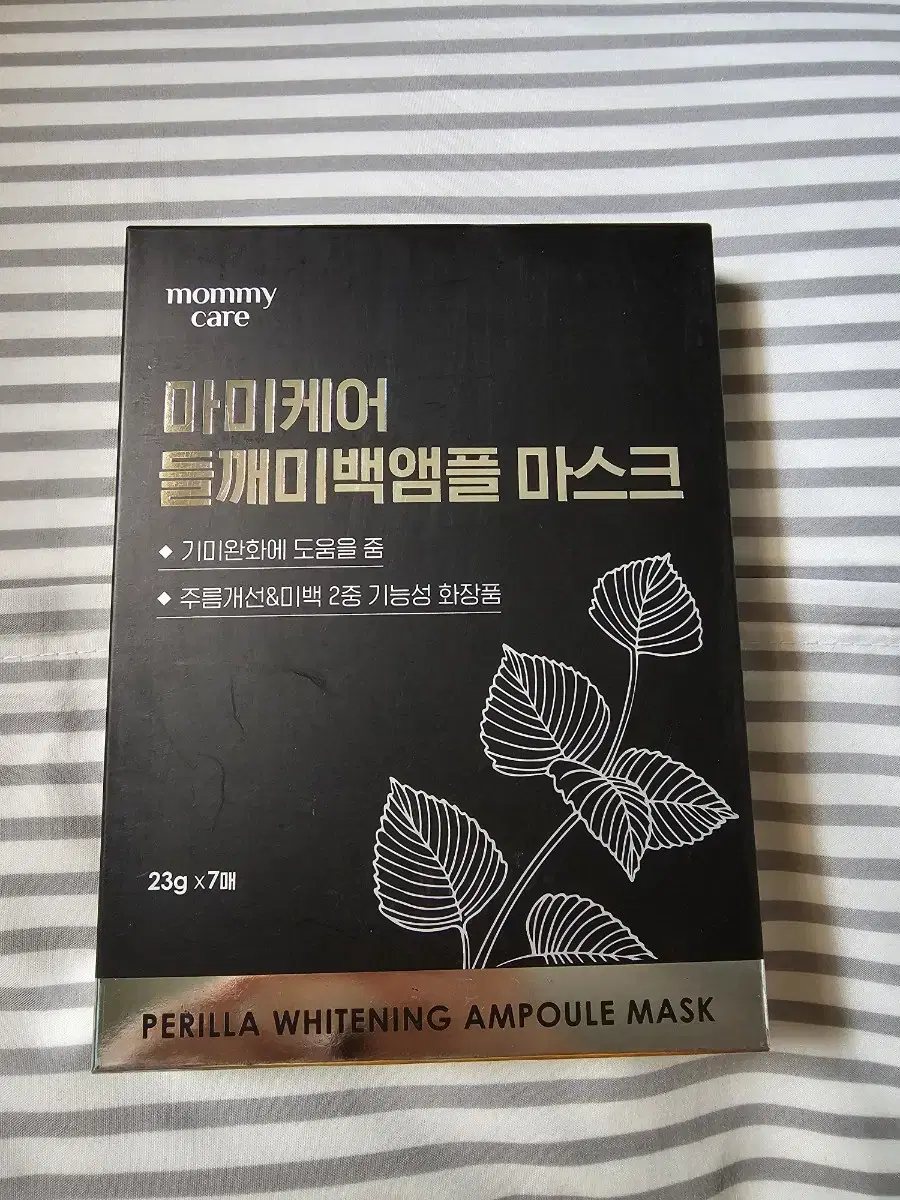 mommy
care
마미케어
들깨미백앰플 마스크
◆ 기미완화에 도움을 줌
◆ 주름개선&미백 2중 기능성 화장품
23g x7매
PERILLA WHITENING AMPOULE MASK